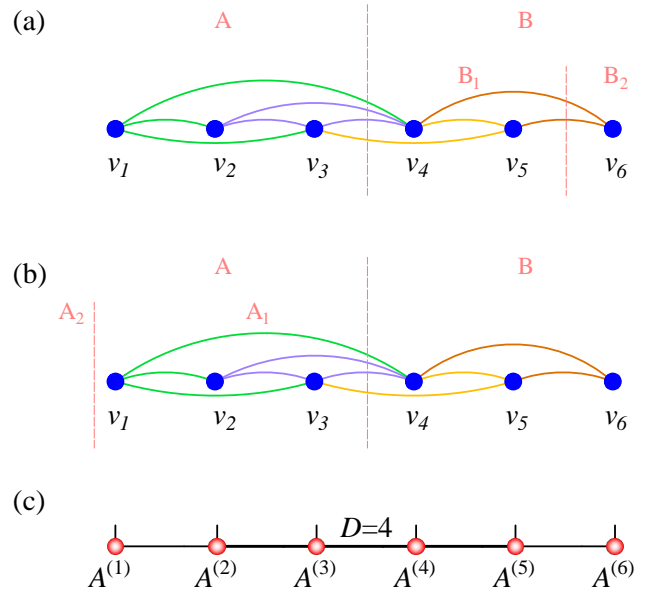 (a) A B
B₁ B₂
v₁ v₂ v₃ v₄ v₅ v₆
(b) A B
A₂ A₁
v₁ v₂ v₃ v₄ v₅ v₆
(c)
D=4
A⁽¹⁾ A⁽²⁾ A⁽³⁾ A⁽⁴⁾ A⁽⁵⁾ A⁽⁶⁾